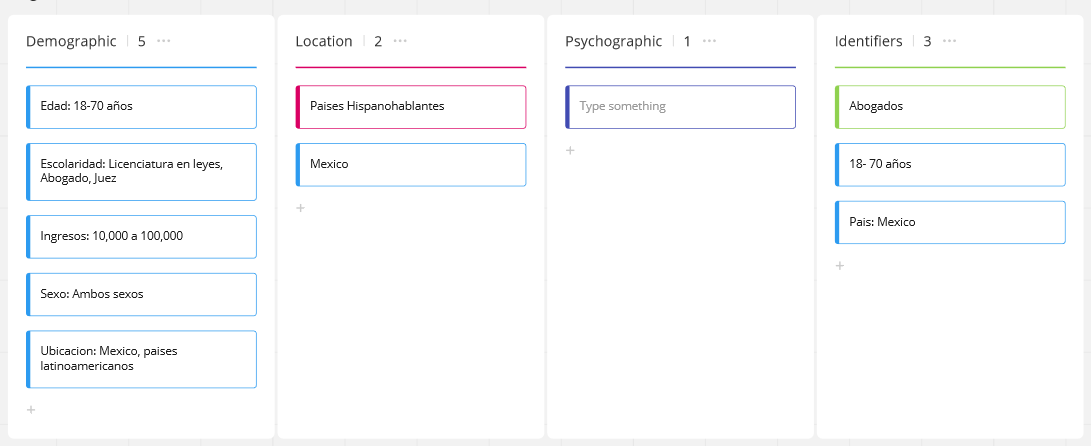 Demographic 5 ...
Edad: 18-70 años
Escolaridad: Licenciatura en leyes,
Abogado, Juez
Ingresos: 10,000 a 100,000
Sexo: Ambos sexos
Ubicacion: Mexico, paises
latinoamericanos
+
Location 2 ...
Paises Hispanohablantes
Mexico
+
Psychographic 1 ...
Type something
+
Identifiers 3 ...
Abogados
18- 70 años
Pais: Mexico
+